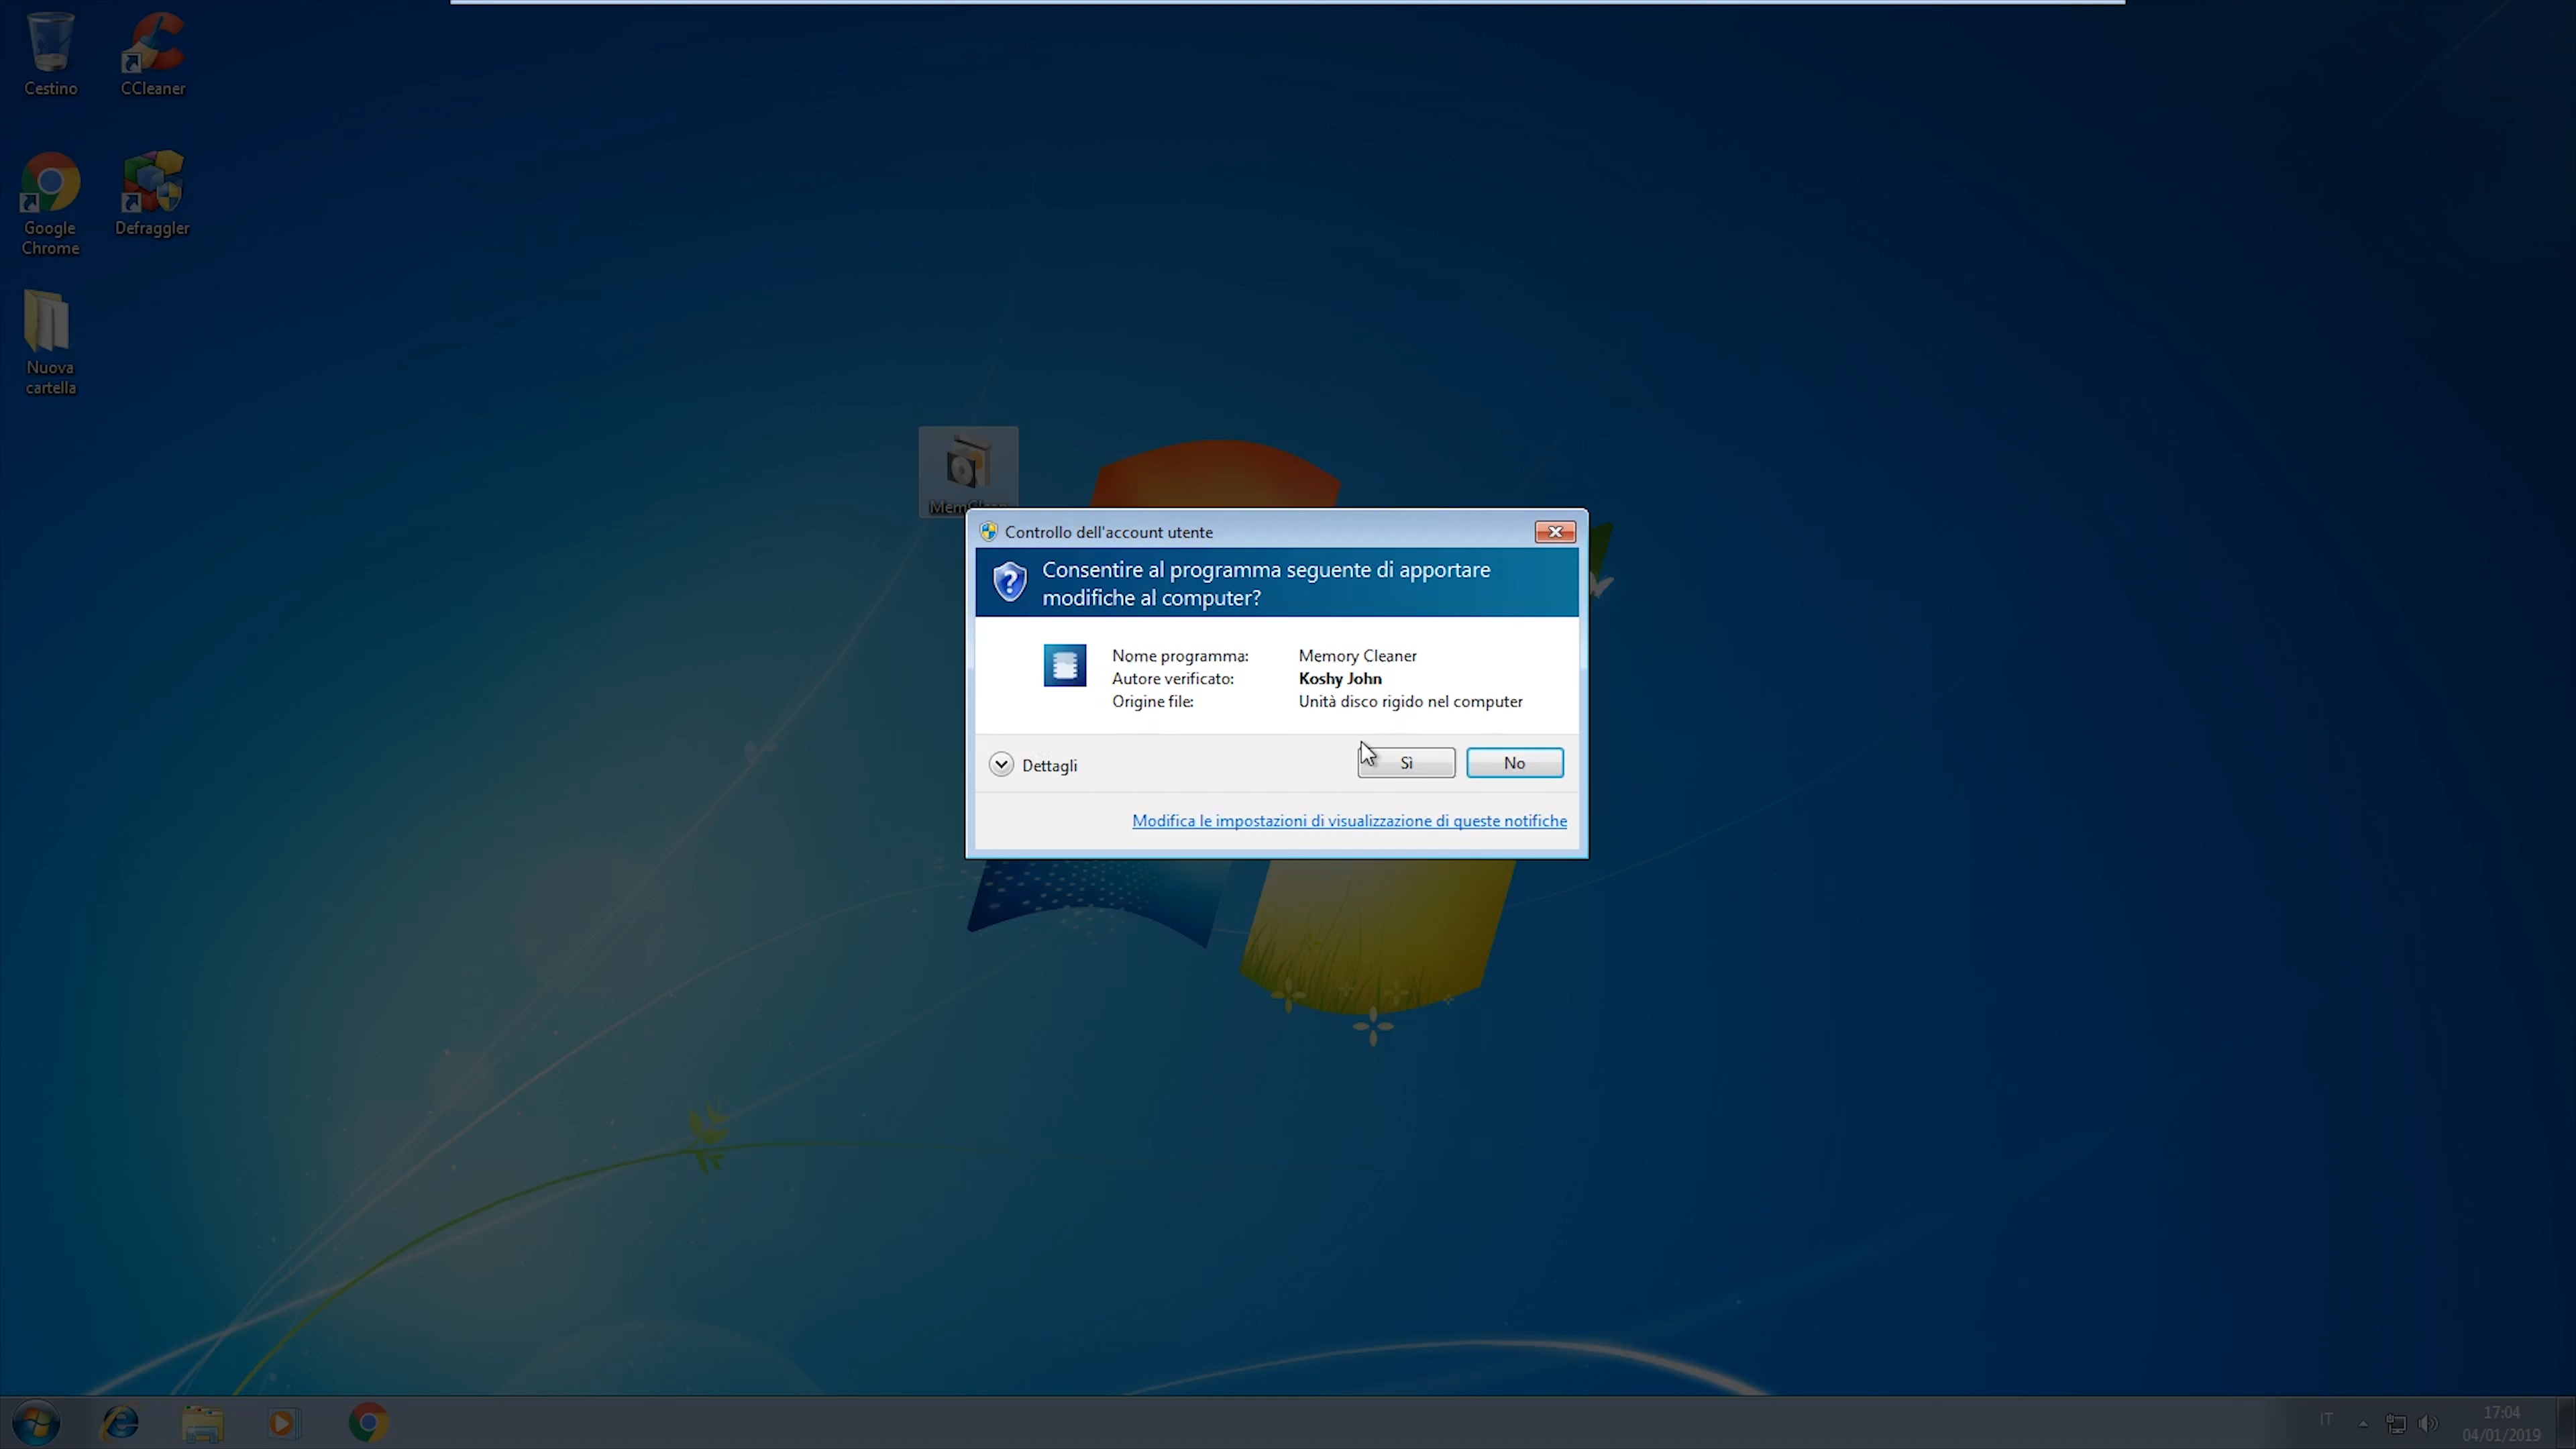 Cestino
CCleaner
Google
Chrome
Defraggler
Nuova
cartella
Controllo dell'account utente
Consentire al programma seguente di apportare
modifiche al computer?
Nome programma: Memory Cleaner
Autore verificato: Koshy John
Origine file: Unità disco rigido nel computer
Dettagli
Sì
No
Modifica le impostazioni di visualizzazione di queste notifiche
IT
17:04
04/01/2019